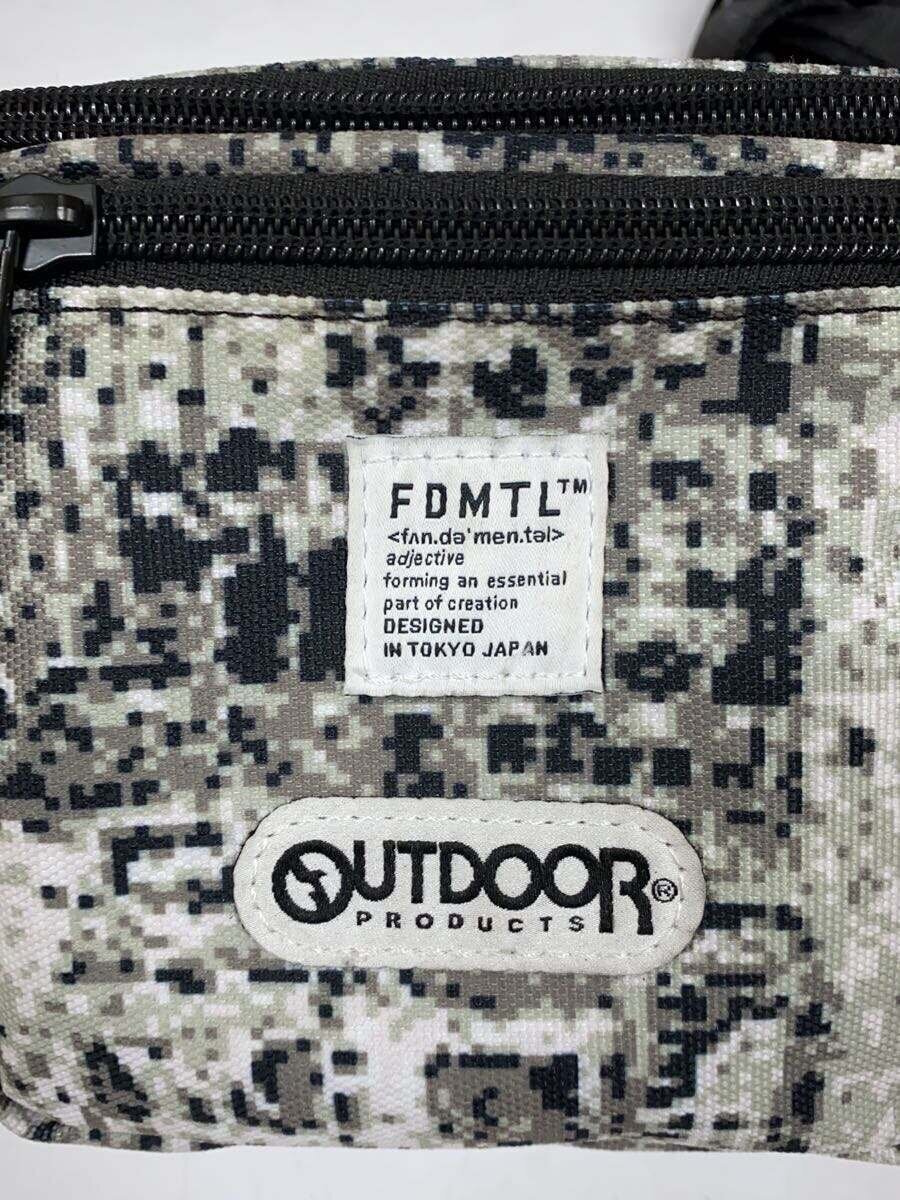 FDMTL™
<fʌn.də'men.təl>
adjective
forming an essential
part of creation
DESIGNED
IN TOKYO JAPAN
OUTDOOR®
PRODUCTS